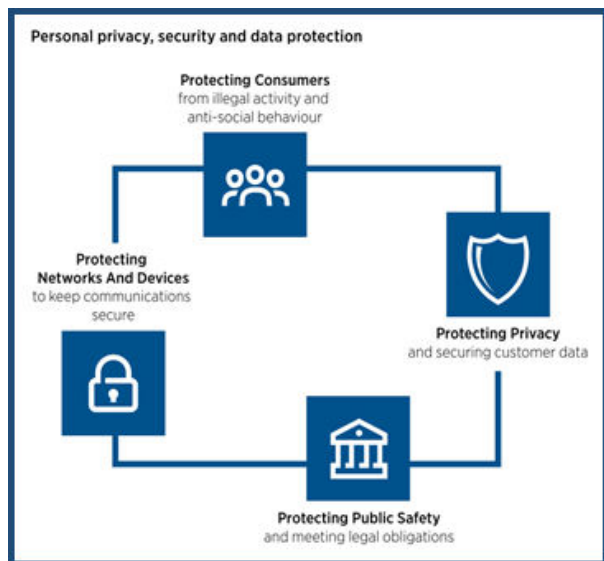 Personal privacy, security and data protection
Protecting Consumers
from illegal activity and
anti-social behaviour
Protecting
Networks And Devices
to keep communications
secure
Protecting Privacy
and securing customer data
Protecting Public Safety
and meeting legal obligations